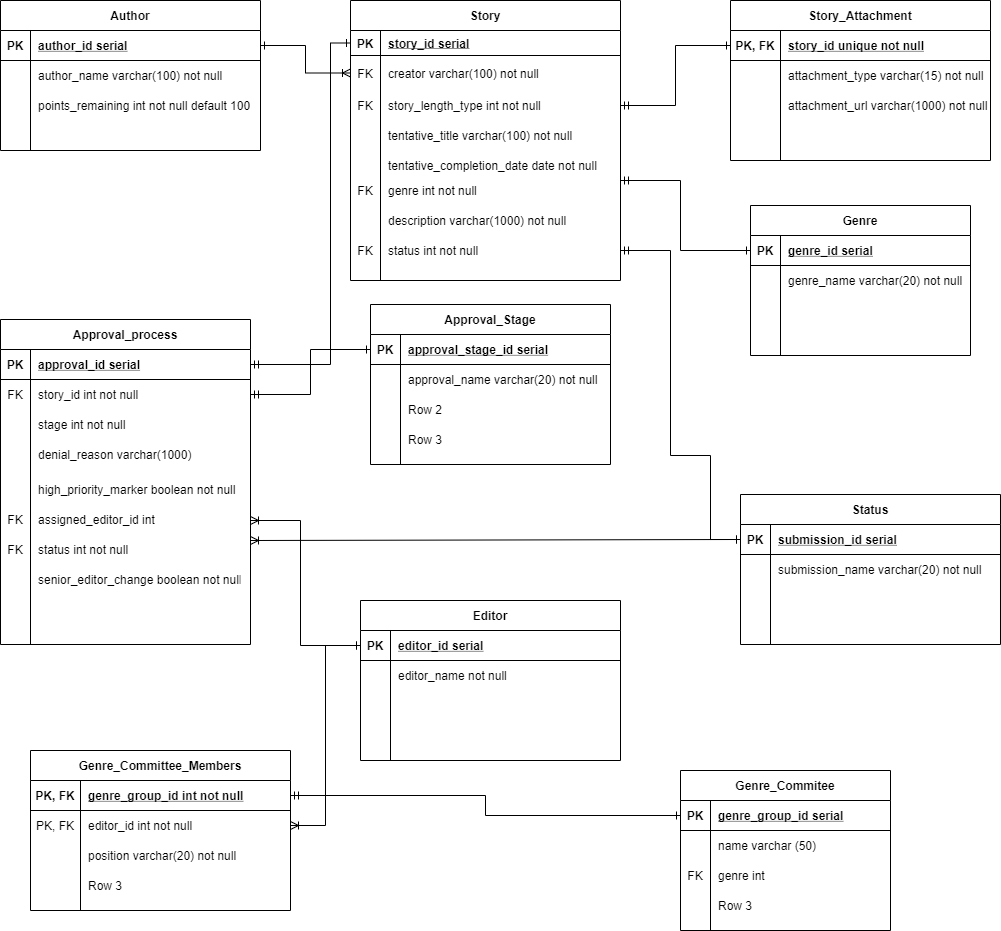 Author
PK author_id serial
author_name varchar(100) not null
points_remaining int not null default 100
Story
PK story_id serial
FK creator varchar(100) not null
FK story_length_type int not null
tentative_title varchar(100) not null
tentative_completion_date date not null
FK genre int not null
description varchar(1000) not null
FK status int not null
Story_Attachment
PK, FK story_id unique not null
attachment_type varchar(15) not null
attachment_url varchar(1000) not null
Genre
PK genre_id serial
genre_name varchar(20) not null
Approval_process
PK approval_id serial
FK story_id int not null
stage int not null
denial_reason varchar(1000)
high_priority_marker boolean not null
FK assigned_editor_id int
FK status int not null
senior_editor_change boolean not null
Approval_Stage
PK approval_stage_id serial
approval_name varchar(20) not null
Row 2
Row 3
Status
PK submission_id serial
submission_name varchar(20) not null
Editor
PK editor_id serial
editor_name not null
Genre_Committee_Members
PK, FK genre_group_id int not null
PK, FK editor_id int not null
position varchar(20) not null
Row 3
Genre_Commitee
PK genre_group_id serial
name varchar (50)
FK genre int
Row 3